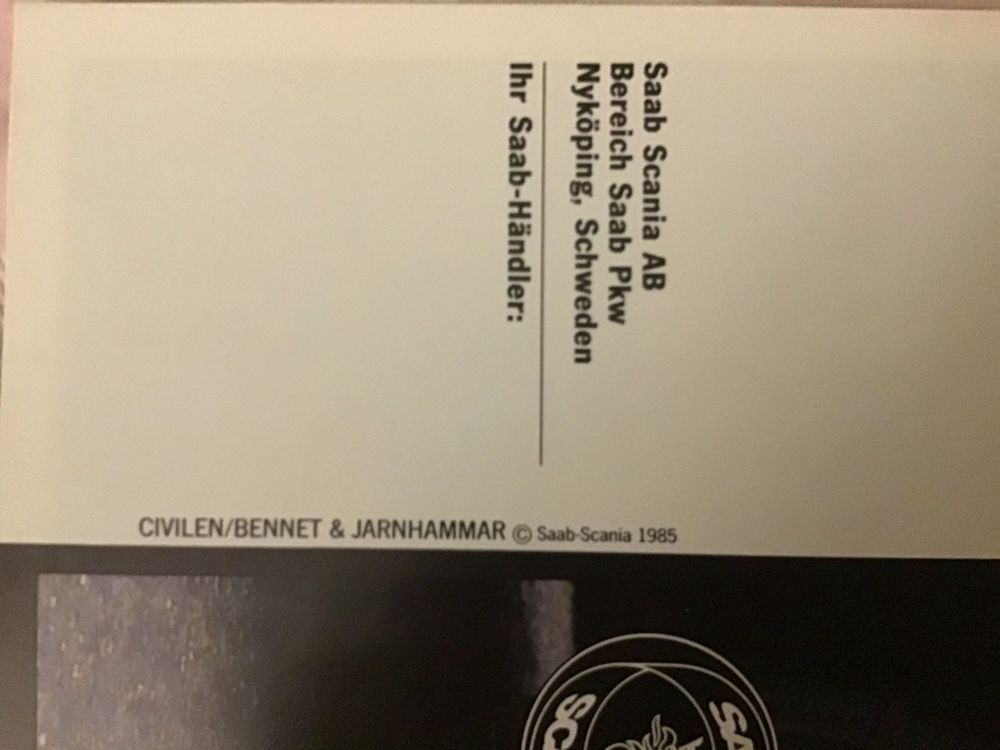 Saab Scania AB
Bereich Saab Pkw
Nyköping, Schweden
Ihr Saab-Händler:
CIVILEN/BENNET & JARNHAMMAR © Saab-Scania 1985